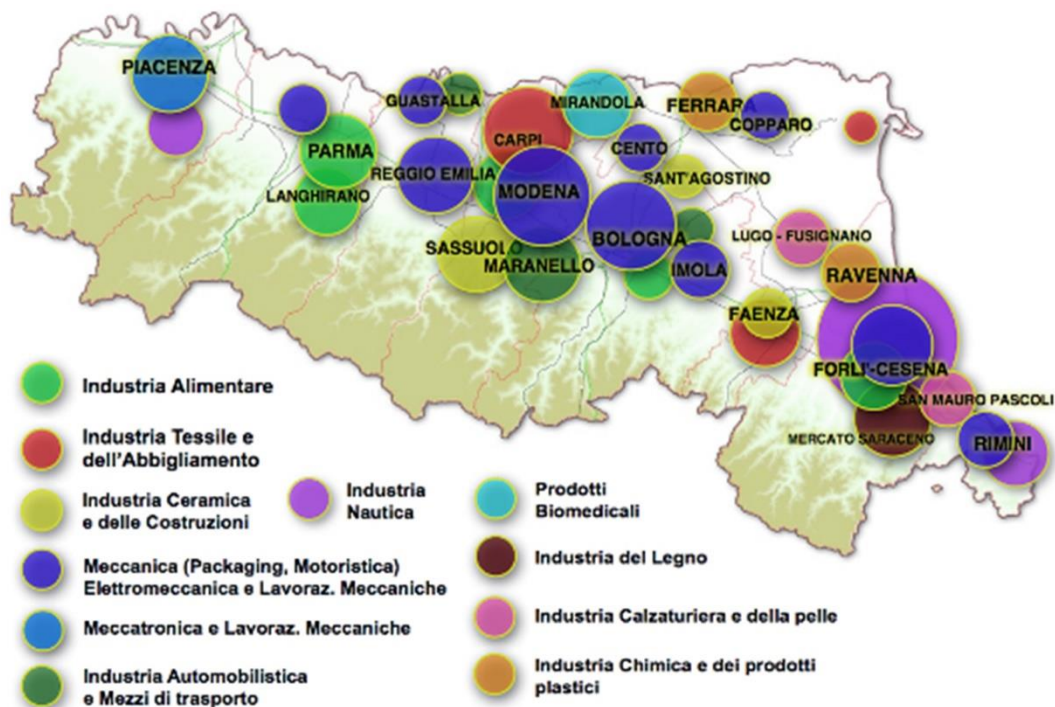 PIACENZA
GUASTALLA
MIRANDOLA
FERRARA
COPPARO
CARPI
CENTO
PARMA
REGGIO EMILIA
SANT'AGOSTINO
LANGHIRANO
MODENA
BOLOGNA
LUGO - FUSIGNANO
SASSUOLO
MARANELLO
IMOLA
RAVENNA
FAENZA
FORLI'-CESENA
SAN MAURO PASCOLI
MERCATO SARACENO
RIMINI
Industria Alimentare
Industria Tessile e
dell'Abbigliamento
Industria Ceramica
e delle Costruzioni
Meccanica (Packaging, Motoristica)
Elettromeccanica e Lavoraz. Meccaniche
Meccatronica e Lavoraz. Meccaniche
Industria Automobilistica
e Mezzi di trasporto
Industria
Nautica
Prodotti
Biomedicali
Industria del Legno
Industria Calzaturiera e della pelle
Industria Chimica e dei prodotti
plastici